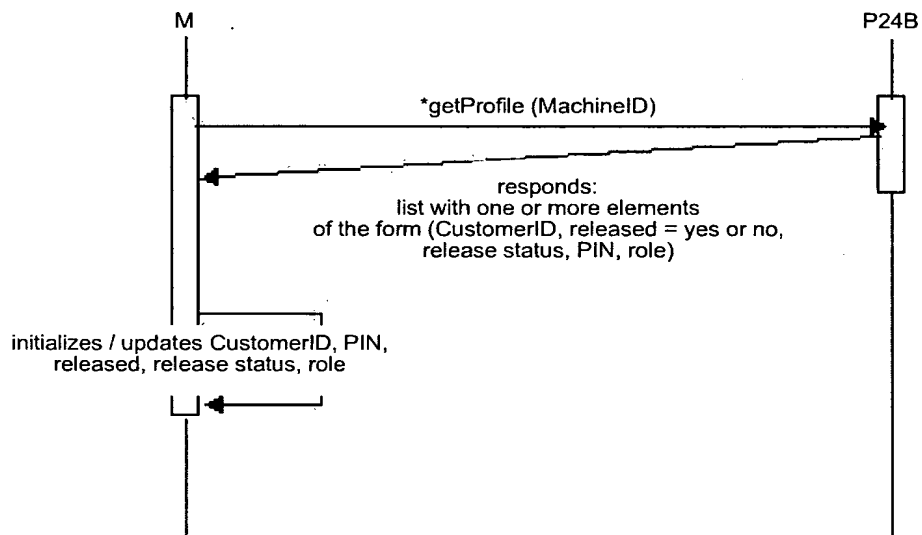 M
P24B
*getProfile (MachineID)
responds:
list with one or more elements
of the form (CustomerID, released = yes or no,
release status, PIN, role)
initializes / updates CustomerID, PIN,
released, release status, role